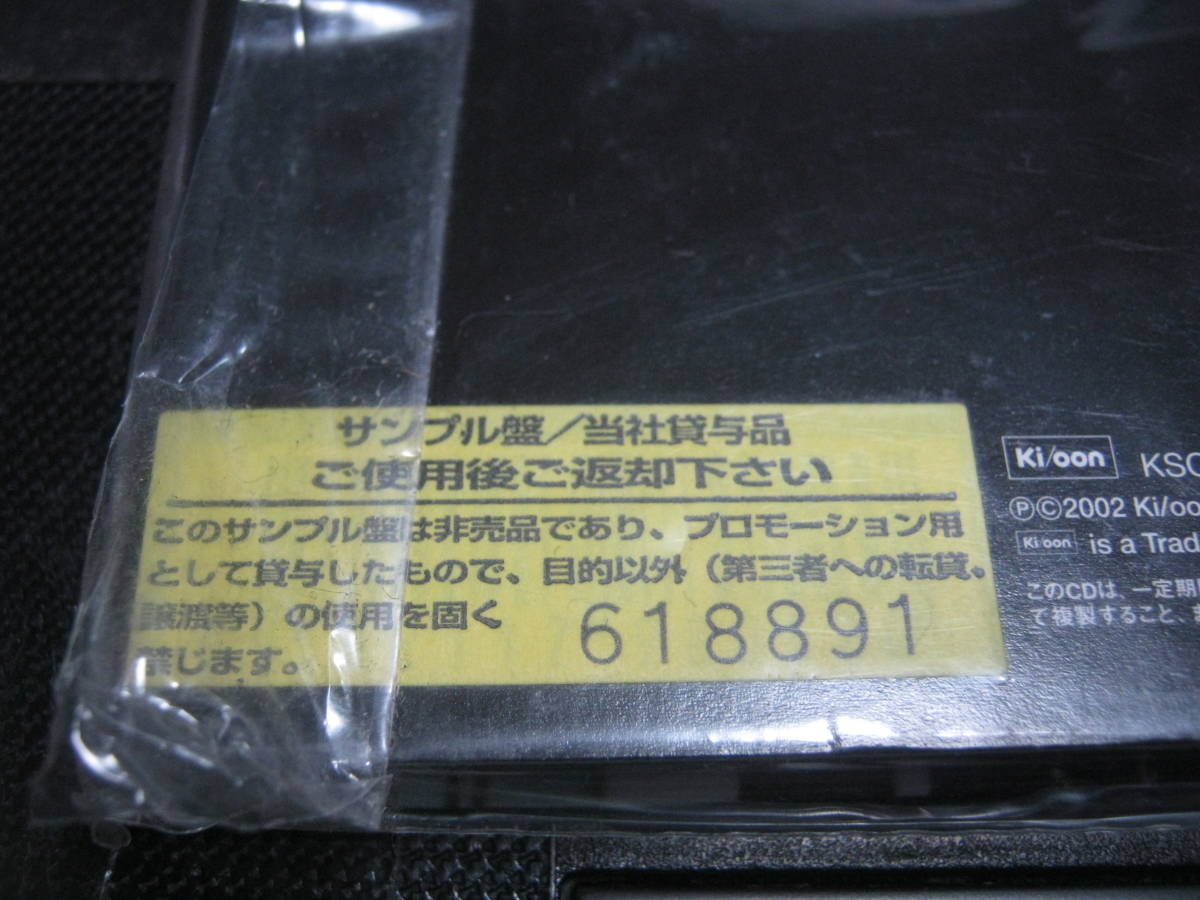 サンプル盤／当社貸与品
ご使用後ご返却下さい
このサンプル盤は非売品であり、プロモーション用
として貸与したもので、目的以外（第三者への転貸、
譲渡等）の使用を固く
禁じます。
618891
Ki/oon KSC
Ⓟ©2002 Ki/oo
Ki/oon is a Trad
このCDは、一定期
で複製すること、